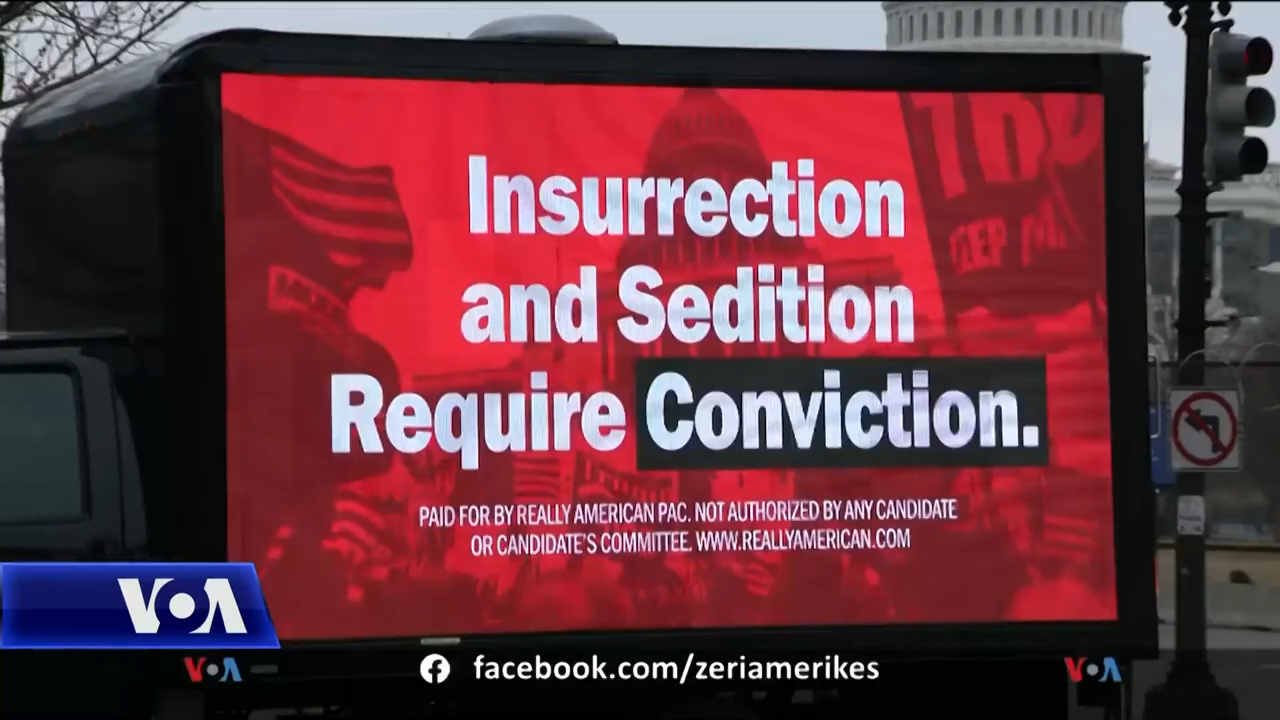 Insurrection
and Sedition
Require Conviction.
PAID FOR BY REALLY AMERICAN PAC. NOT AUTHORIZED BY ANY CANDIDATE
OR CANDIDATE'S COMMITTEE. WWW.REALLYAMERICAN.COM
VOA
VOA
facebook.com/zeriamerikes
VOA